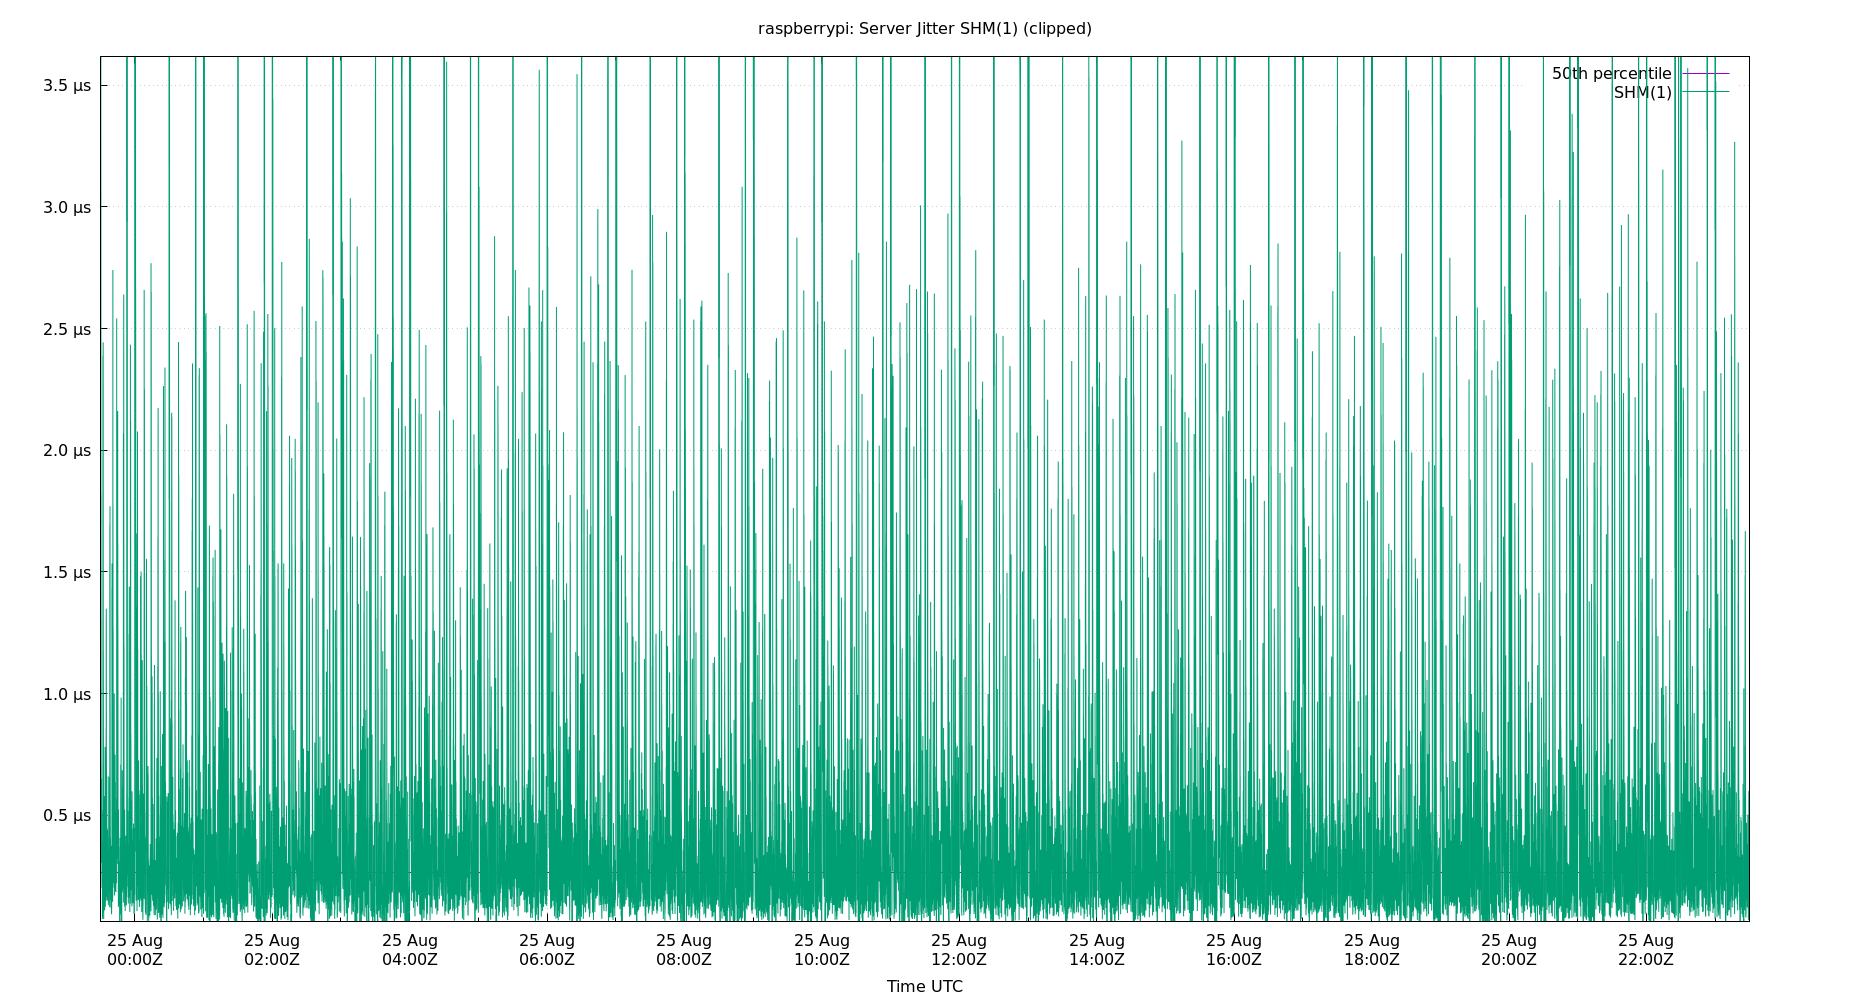 raspberrypi: Server Jitter SHM(1) (clipped)
50th percentile
SHM(1)
3.5 µs
3.0 µs
2.5 µs
2.0 µs
1.5 µs
1.0 µs
0.5 µs
25 Aug 25 Aug 25 Aug 25 Aug 25 Aug 25 Aug 25 Aug 25 Aug 25 Aug 25 Aug 25 Aug 25 Aug
00:00Z 02:00Z 04:00Z 06:00Z 08:00Z 10:00Z 12:00Z 14:00Z 16:00Z 18:00Z 20:00Z 22:00Z
Time UTC